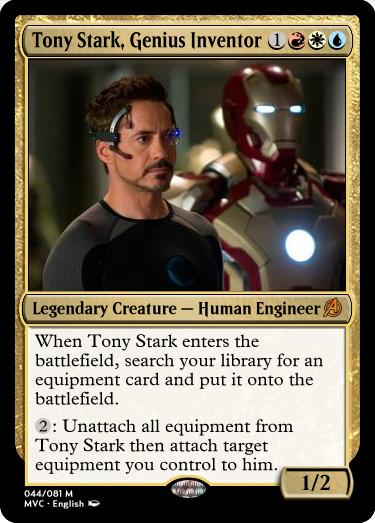 Tony Stark, Genius Inventor 1
Legendary Creature — Human Engineer
When Tony Stark enters the
battlefield, search your library for an
equipment card and put it onto the
battlefield.
2: Unattach all equipment from
Tony Stark then attach target
equipment you control to him.
1/2
044/081 M
MVC • English